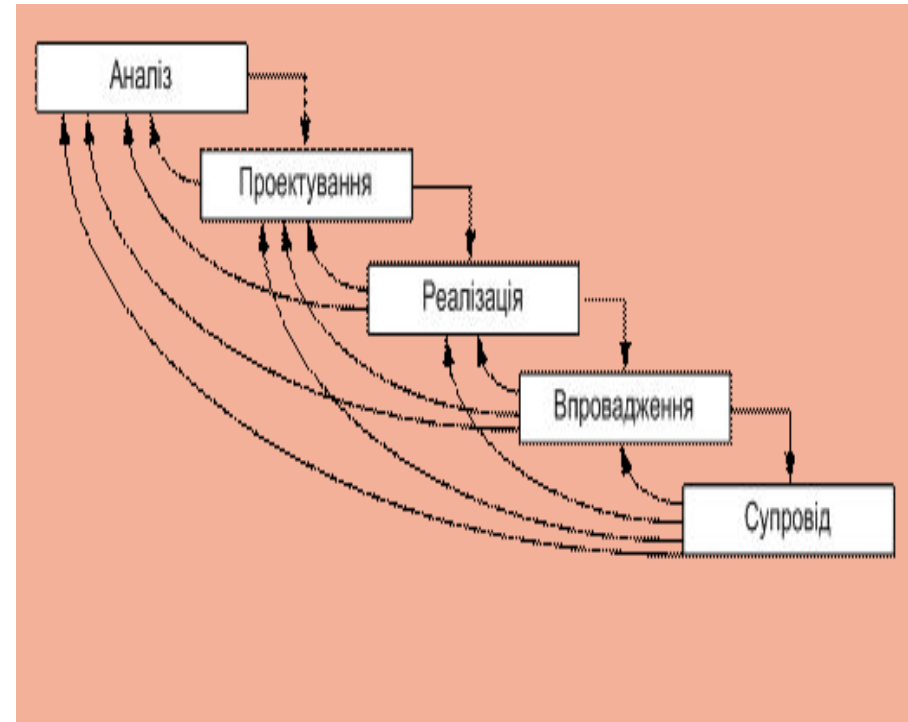 Аналіз
Проектування
Реалізація
Впровадження
Супровід